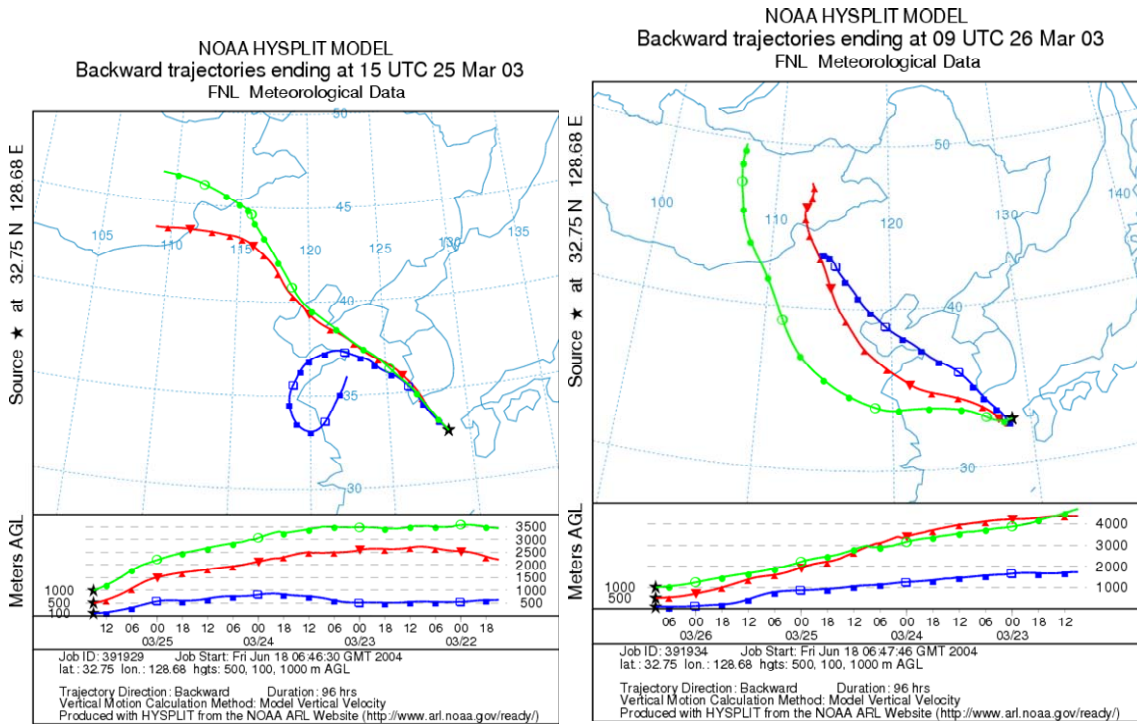 NOAA HYSPLIT MODEL
Backward trajectories ending at 15 UTC 25 Mar 03
FNL Meteorological Data
Source ★ at 32.75 N 128.68 E
50
45
105
110
115
120
125
130
135
40
35
30
Meters AGL
3500
3000
2500
2000
1500
1000
500
1000
500
100
12 06 00 18 12 06 00 18 12 06 00 18 12 06 00 18
03/25 03/24 03/23 03/22
Job ID: 391929 Job Start: Fri Jun 18 06:46:30 GMT 2004
lat.: 32.75 lon.: 128.68 hgts: 500, 100, 1000 m AGL
Trajectory Direction: Backward Duration: 96 hrs
Vertical Motion Calculation Method: Model Vertical Velocity
Produced with HYSPLIT from the NOAA ARL Website (http://www.arl.noaa.gov/ready/)
NOAA HYSPLIT MODEL
Backward trajectories ending at 09 UTC 26 Mar 03
FNL Meteorological Data
Source ★ at 32.75 N 128.68 E
50
100
110
120
130
140
40
30
Meters AGL
4000
3000
2000
1000
1000
500
06 00 18 12 06 00 18 12 06 00 18 12 06 00 18 12
03/26 03/25 03/24 03/23
Job ID: 391934 Job Start: Fri Jun 18 06:47:46 GMT 2004
lat.: 32.75 lon.: 128.68 hgts: 500, 100, 1000 m AGL
Trajectory Direction: Backward Duration: 96 hrs
Vertical Motion Calculation Method: Model Vertical Velocity
Produced with HYSPLIT from the NOAA ARL Website (http://www.arl.noaa.gov/ready/)